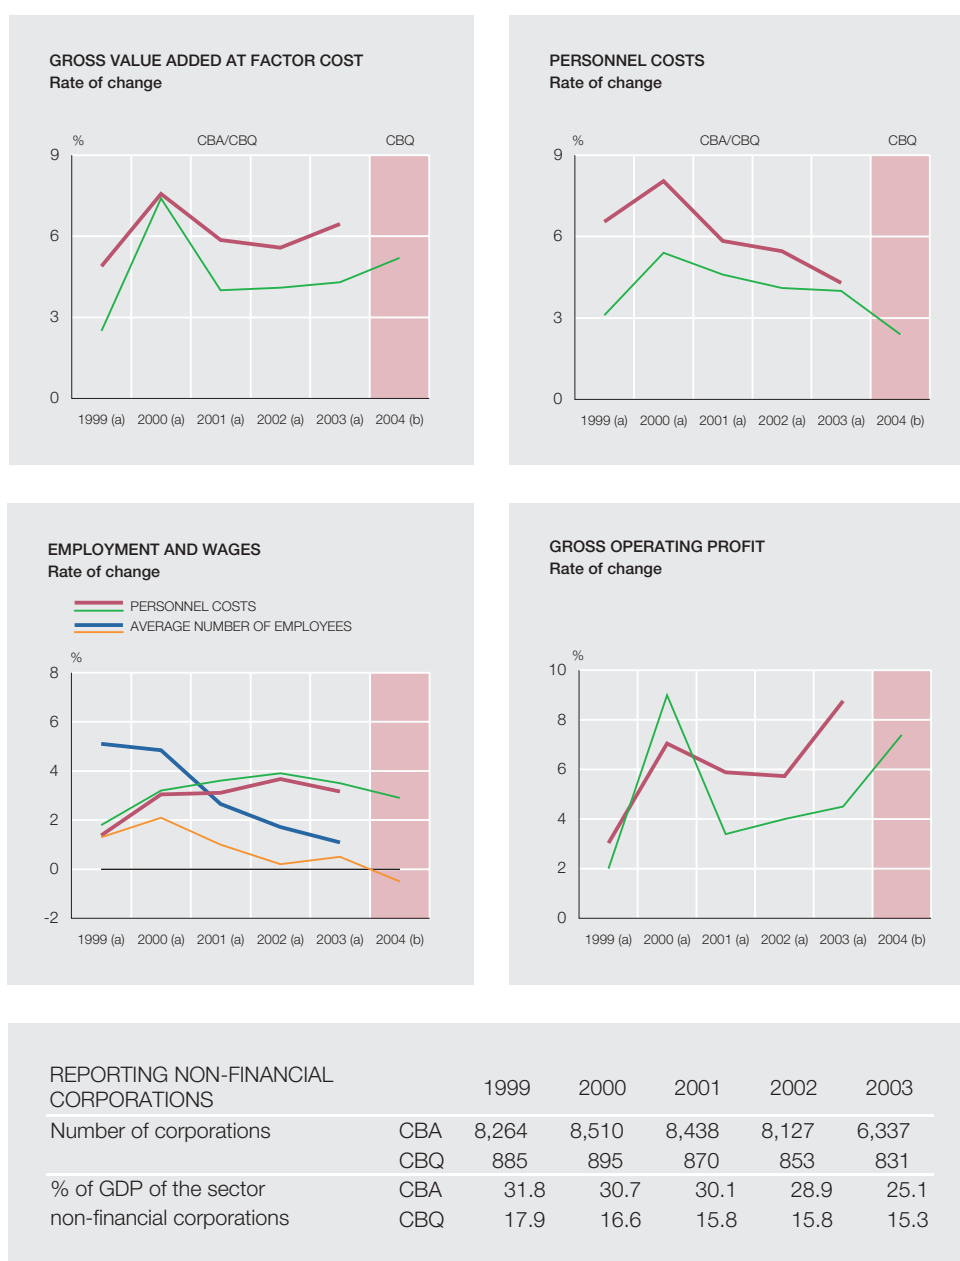 GROSS VALUE ADDED AT FACTOR COST
Rate of change
% CBA/CBQ CBQ
9
6
3
0
1999 (a) 2000 (a) 2001 (a) 2002 (a) 2003 (a) 2004 (b)
PERSONNEL COSTS
Rate of change
% CBA/CBQ CBQ
9
6
3
0
1999 (a) 2000 (a) 2001 (a) 2002 (a) 2003 (a) 2004 (b)
EMPLOYMENT AND WAGES
Rate of change
PERSONNEL COSTS
AVERAGE NUMBER OF EMPLOYEES
%
8
6
4
2
0
-2
1999 (a) 2000 (a) 2001 (a) 2002 (a) 2003 (a) 2004 (b)
GROSS OPERATING PROFIT
Rate of change
%
10
8
6
4
2
0
1999 (a) 2000 (a) 2001 (a) 2002 (a) 2003 (a) 2004 (b)
REPORTING NON-FINANCIAL
CORPORATIONS 1999 2000 2001 2002 2003
Number of corporations CBA 8,264 8,510 8,438 8,127 6,337
CBQ 885 895 870 853 831
% of GDP of the sector CBA 31.8 30.7 30.1 28.9 25.1
non-financial corporations CBQ 17.9 16.6 15.8 15.8 15.3